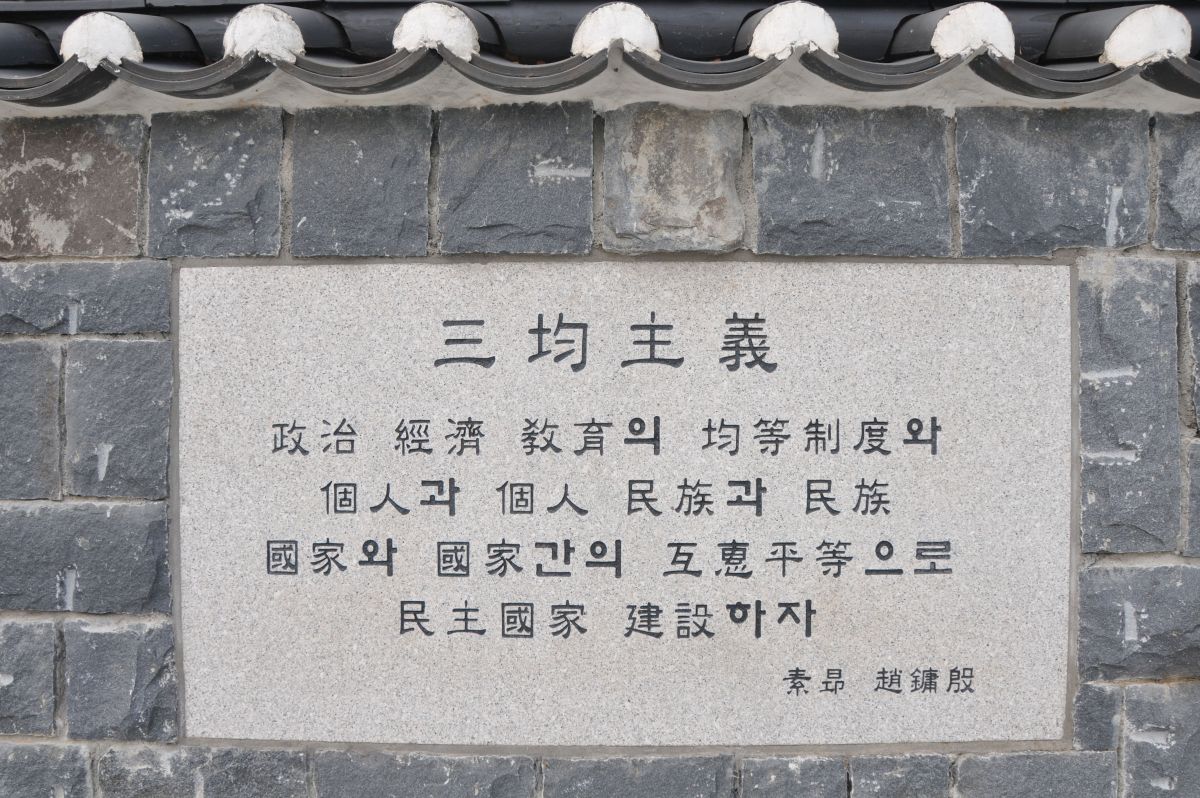 三均主義
政治 經濟 敎育의 均等制度와
個人과 個人 民族과 民族
國家와 國家간의 互惠平等으로
民主國家 建設하자
素昻 趙鏞殷